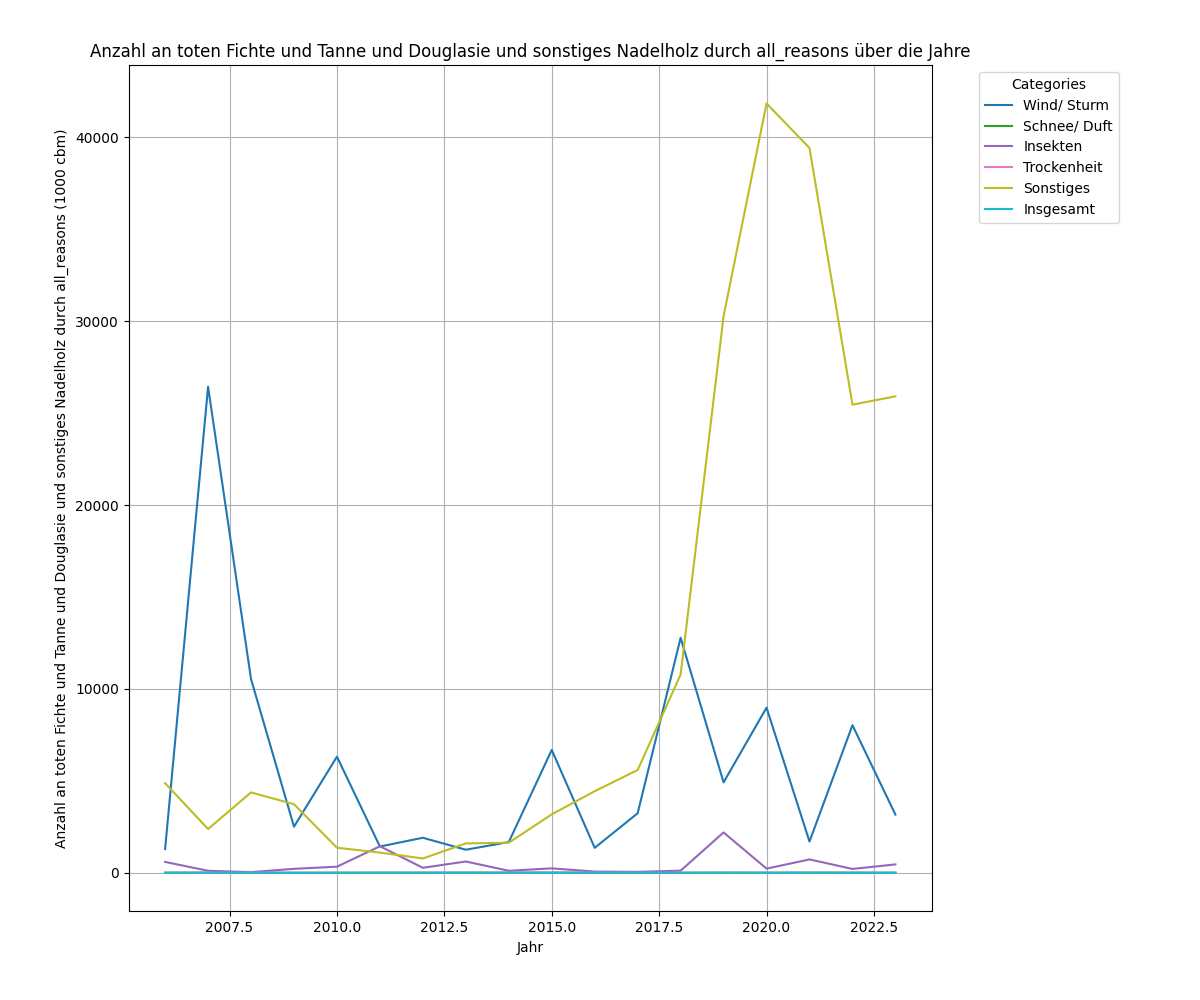 Anzahl an toten Fichte und Tanne und Douglasie und sonstiges Nadelholz durch all_reasons über die Jahre
Categories
Wind/ Sturm
Schnee/ Duft
Insekten
Trockenheit
Sonstiges
Insgesamt
Anzahl an toten Fichte und Tanne und Douglasie und sonstiges Nadelholz durch all_reasons (1000 cbm)
40000
30000
20000
10000
0
2007.5 2010.0 2012.5 2015.0 2017.5 2020.0 2022.5
Jahr